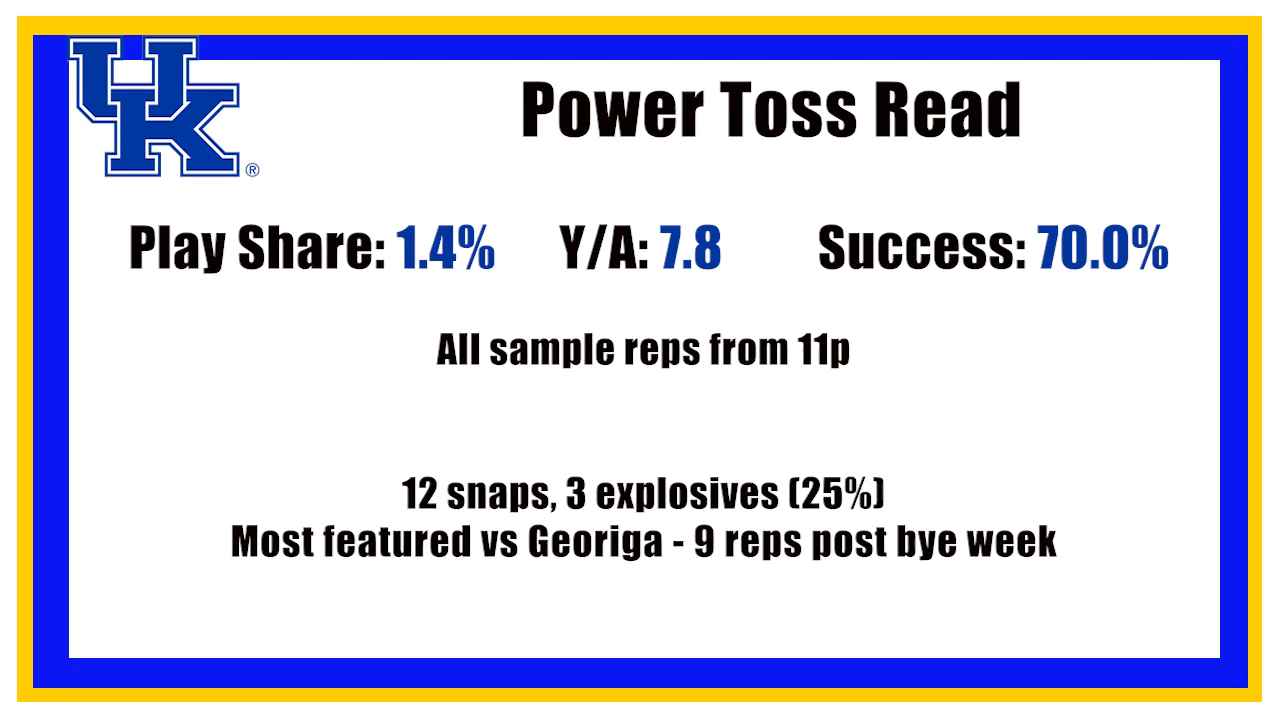 UK®
Power Toss Read
Play Share: 1.4% Y/A: 7.8 Success: 70.0%
All sample reps from 11p
12 snaps, 3 explosives (25%)
Most featured vs Georiga - 9 reps post bye week